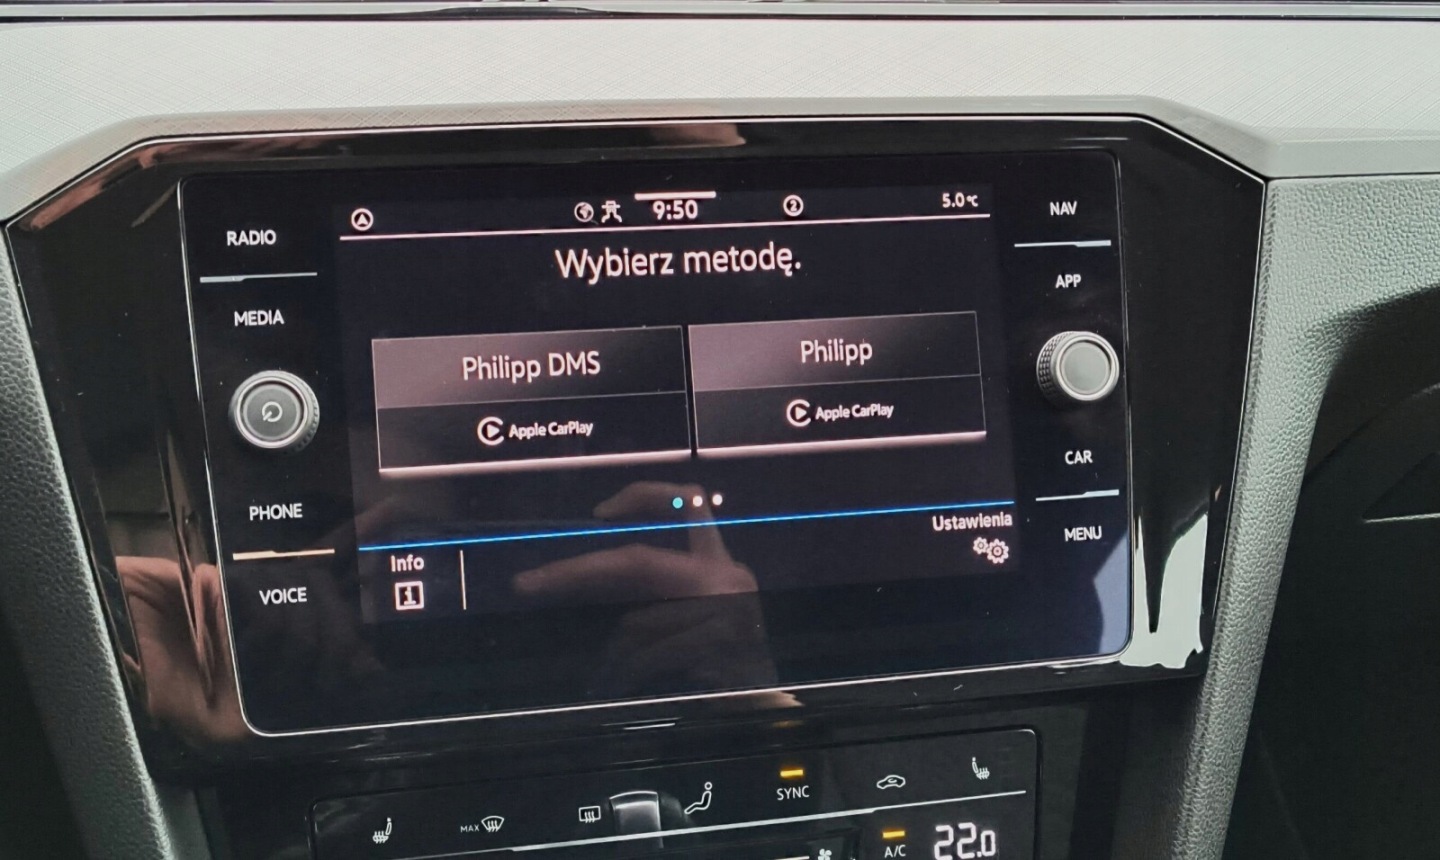 RADIO
MEDIA
PHONE
VOICE
9:50
2
5.0°C
Wybierz metodę.
Philipp DMS
Apple CarPlay
Philipp
Apple CarPlay
Info
Ustawienia
NAV
APP
CAR
MENU
MAX
SYNC
A/C
22.0